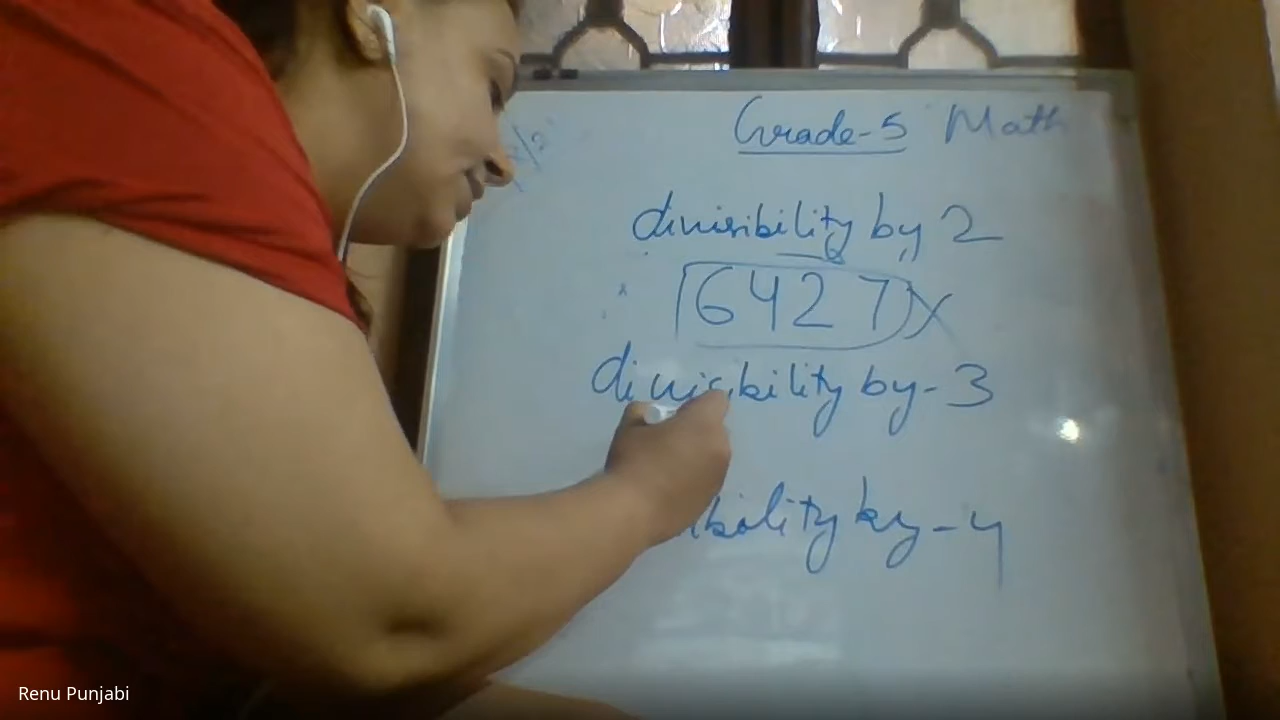 Grade-5 Math
divisibility by 2
6427 X
divisibility by-3
ibility by-4
Renu Punjabi